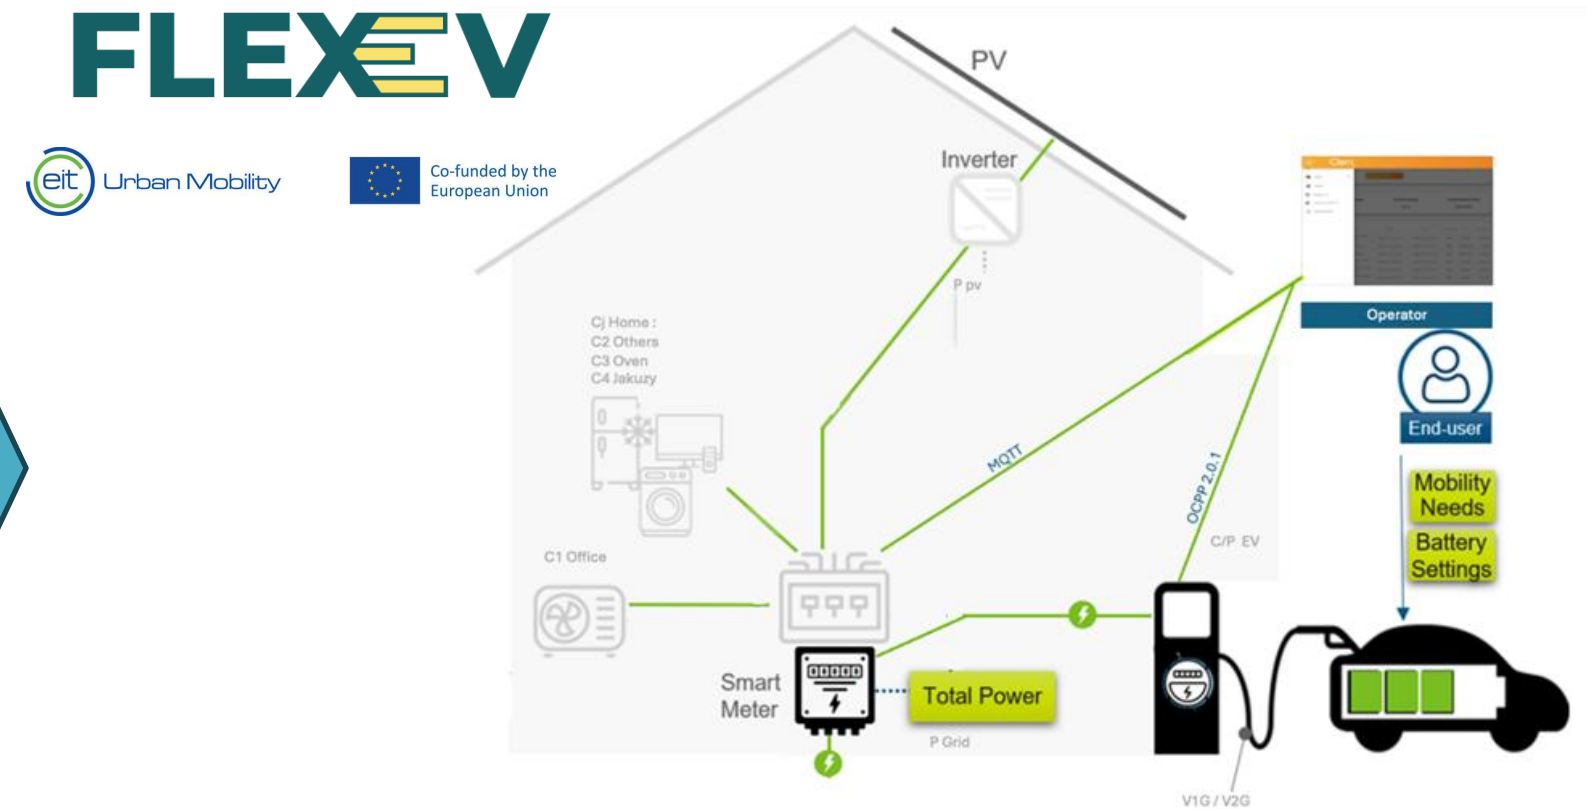 FLEXEV
eit Urban Mobility
Co-funded by the
European Union
PV
Inverter
P pv
Cj Home :
C2 Others
C3 Oven
C4 Jakuzy
C1 Office
MQTT
OCPP 2.0.1
C/P EV
Operator
End-user
Mobility
Needs
Battery
Settings
Smart
Meter
Total Power
P Grid
V1G / V2G